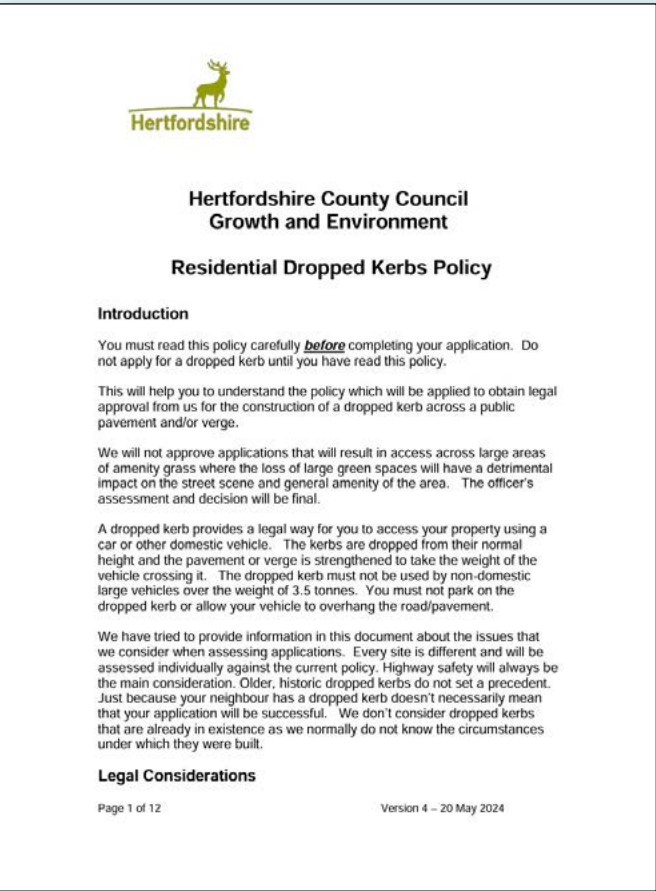 Hertfordshire
Hertfordshire County Council
Growth and Environment
Residential Dropped Kerbs Policy
Introduction
You must read this policy carefully before completing your application. Do
not apply for a dropped kerb until you have read this policy.
This will help you to understand the policy which will be applied to obtain legal
approval from us for the construction of a dropped kerb across a public
pavement and/or verge.
We will not approve applications that will result in access across large areas
of amenity grass where the loss of large green spaces will have a detrimental
impact on the street scene and general amenity of the area. The officer's
assessment and decision will be final.
A dropped kerb provides a legal way for you to access your property using a
car or other domestic vehicle. The kerbs are dropped from their normal
height and the pavement or verge is strengthened to take the weight of the
vehicle crossing it. The dropped kerb must not be used by non-domestic
large vehicles over the weight of 3.5 tonnes. You must not park on the
dropped kerb or allow your vehicle to overhang the road/pavement.
We have tried to provide information in this document about the issues that
we consider when assessing applications. Every site is different and will be
assessed individually against the current policy. Highway safety will always be
the main consideration. Older, historic dropped kerbs do not set a precedent.
Just because your neighbour has a dropped kerb doesn't necessarily mean
that your application will be successful. We don't consider dropped kerbs
that are already in existence as we normally do not know the circumstances
under which they were built.
Legal Considerations
Page 1 of 12 Version 4 – 20 May 2024